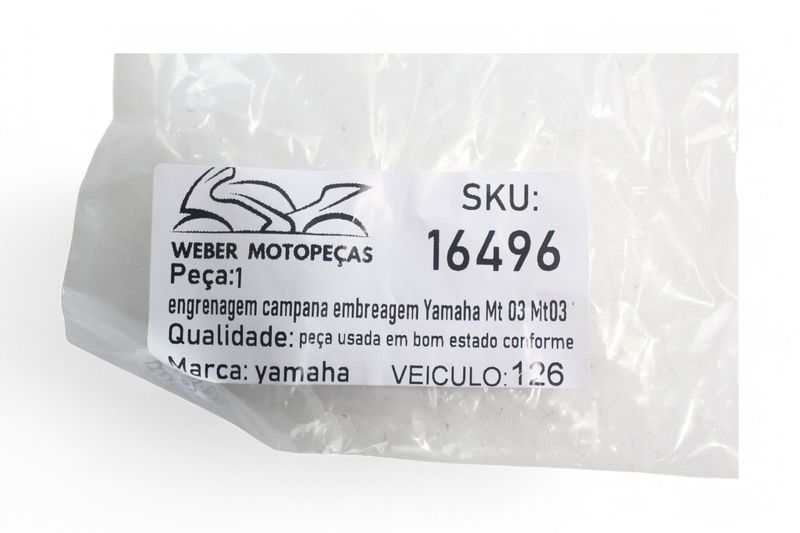 WEBER MOTOPEÇAS
SKU:
16496
Peça:1
engrenagem campana embreagem Yamaha Mt 03 Mt03
Qualidade: peça usada em bom estado conforme
Marca: yamaha VEICULO:126